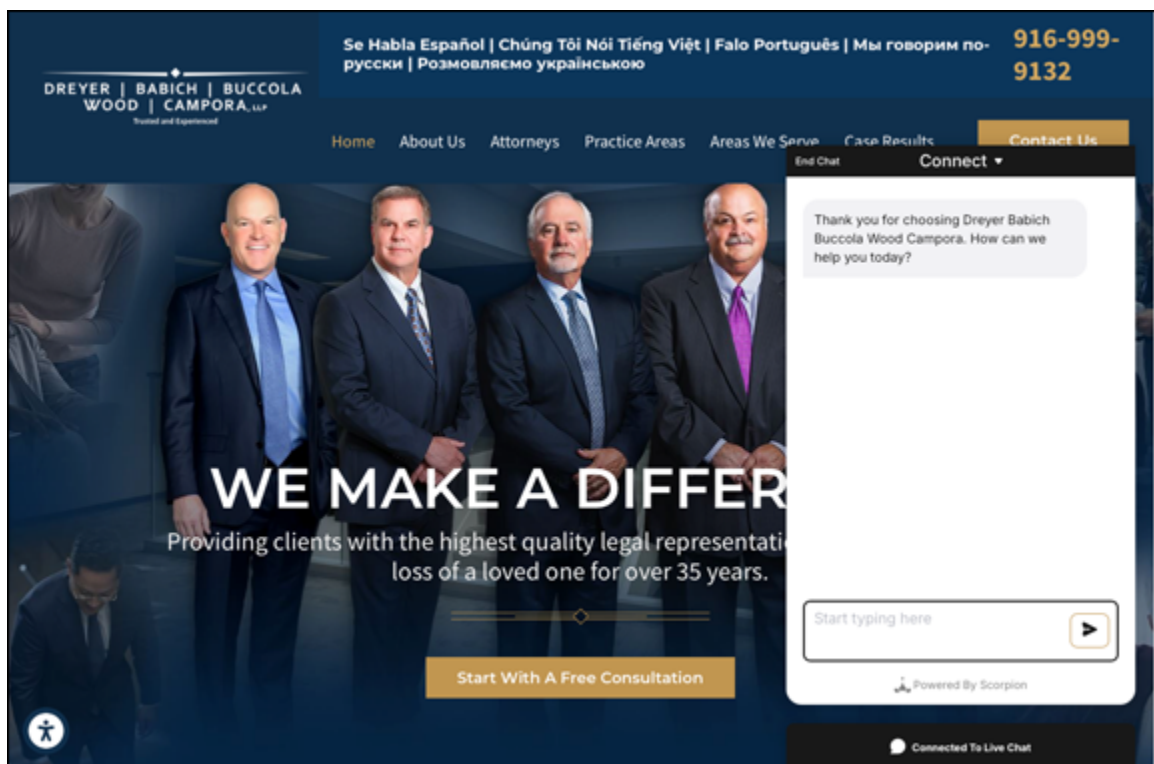 Se Habla Español | Chúng Tôi Nói Tiếng Việt | Falo Português | Мы говорим по-
русски | Розмовляємо українською
916-999-
9132
DREYER | BABICH | BUCCOLA
WOOD | CAMPORA, LLP
Trusted and Experienced
Home About Us Attorneys Practice Areas Areas We Serve Case Results Contact Us
End Chat Connect
Thank you for choosing Dreyer Babich
Buccola Wood Campora. How can we
help you today?
WE MAKE A DIFFER
Providing clients with the highest quality legal representati
loss of a loved one for over 35 years.
Start typing here
Start With A Free Consultation
Powered By Scorpion
Connected To Live Chat